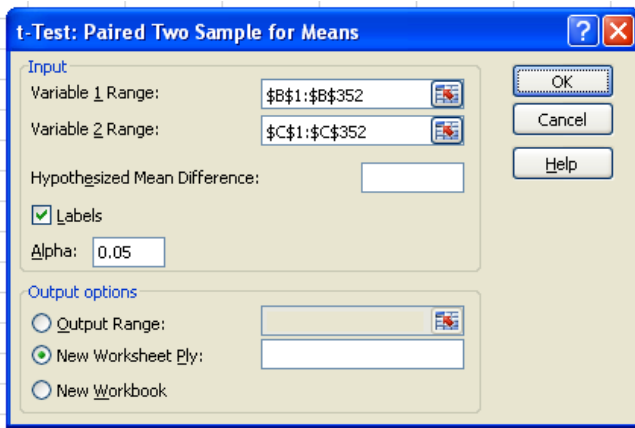 t-Test: Paired Two Sample for Means
Input
Variable 1 Range: $B$1:$B$352
Variable 2 Range: $C$1:$C$352
Hypothesized Mean Difference:
Labels
Alpha: 0.05
Output options
Output Range:
New Worksheet Ply:
New Workbook
?
OK
Cancel
Help